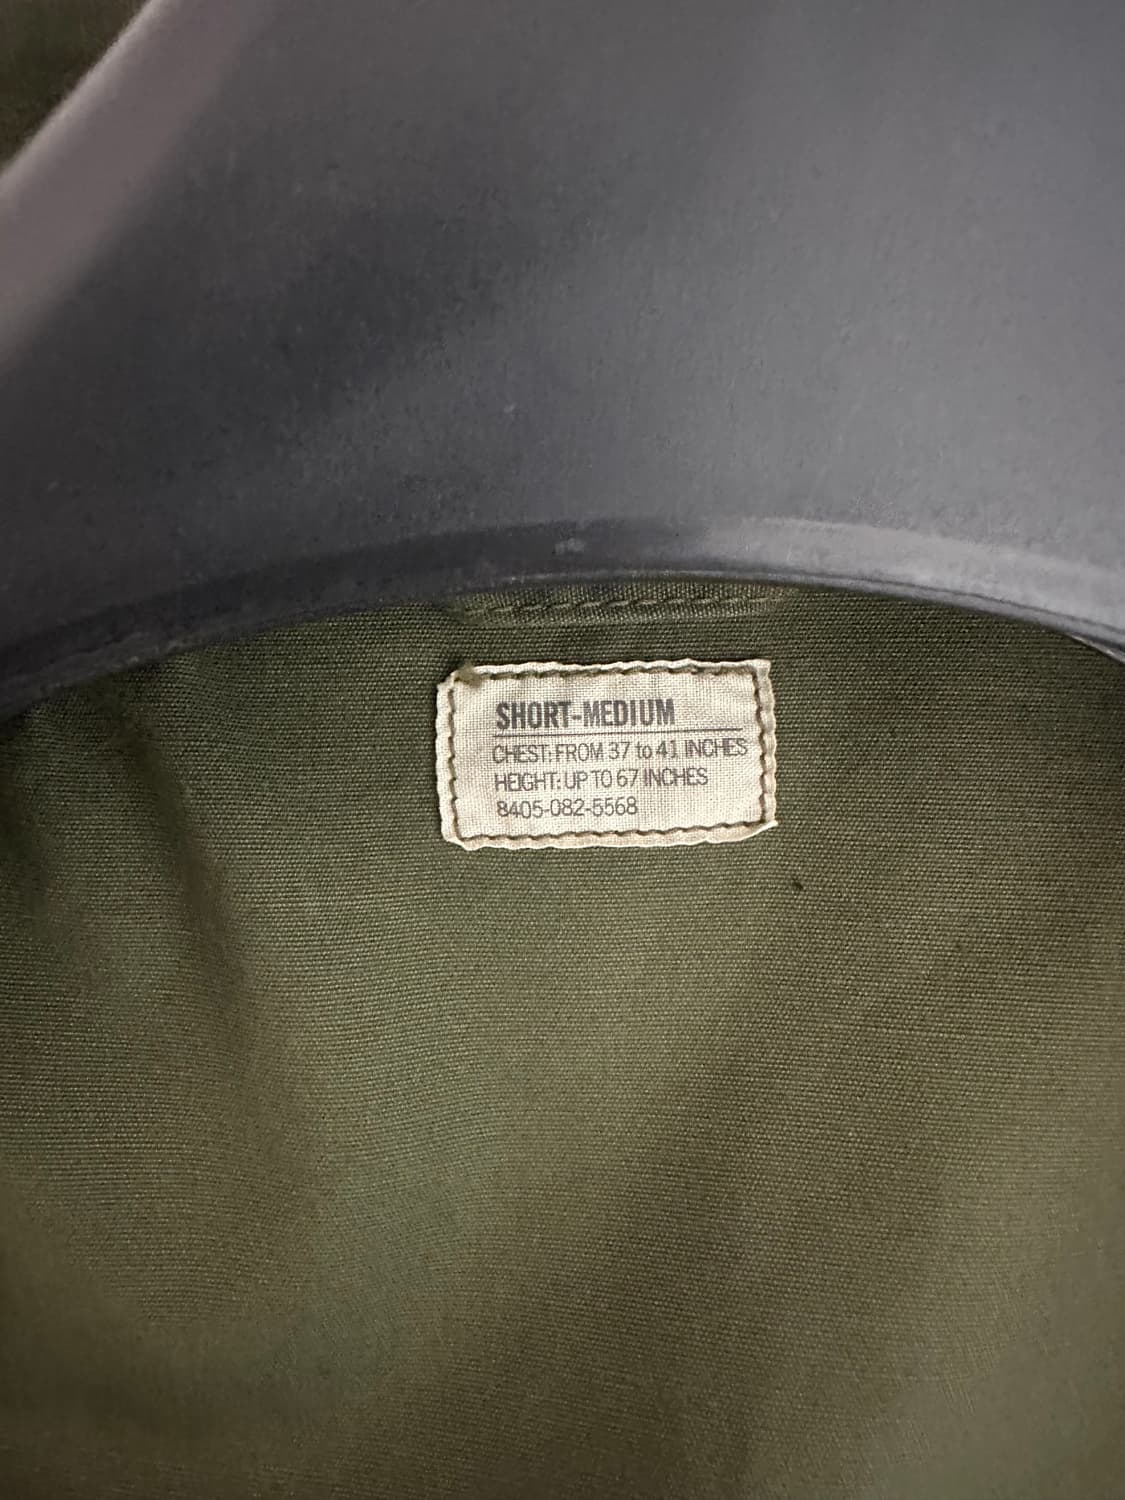 SHORT-MEDIUM
CHEST: FROM 37 to 41 INCHES
HEIGHT: UP TO 67 INCHES
8405-082-5568